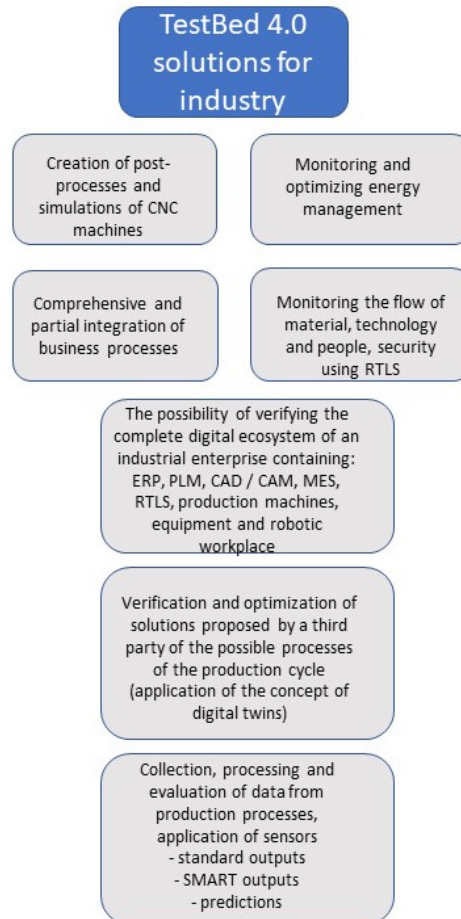 TestBed 4.0
solutions for
industry
Creation of post-
processes and
simulations of CNC
machines
Monitoring and
optimizing energy
management
Comprehensive and
partial integration of
business processes
Monitoring the flow of
material, technology
and people, security
using RTLS
The possibility of verifying the
complete digital ecosystem of an
industrial enterprise containing:
ERP, PLM, CAD / CAM, MES,
RTLS, production machines,
equipment and robotic
workplace
Verification and optimization of
solutions proposed by a third
party of the possible processes
of the production cycle
(application of the concept of
digital twins)
Collection, processing and
evaluation of data from
production processes,
application of sensors
- standard outputs
- SMART outputs
- predictions